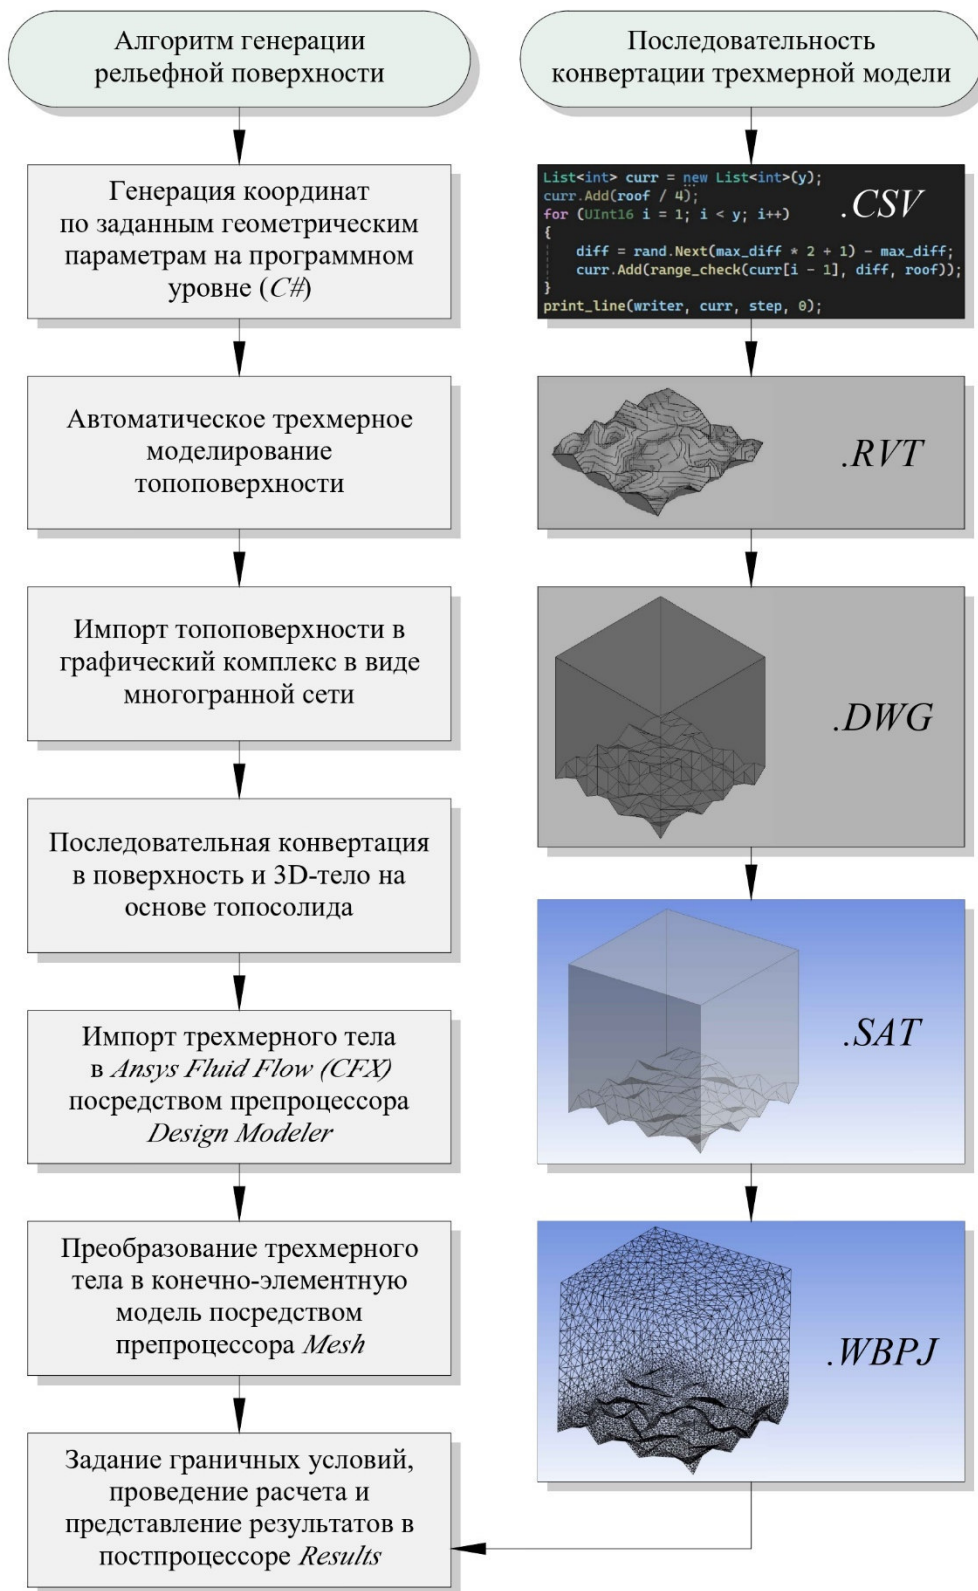 Алгоритм генерации
рельефной поверхности
Генерация координат
по заданным геометрическим
параметрам на программном
уровне (C#)
Автоматическое трехмерное
моделирование
топоповерхности
Импорт топоповерхности в
графический комплекс в виде
многогранной сети
Последовательная конвертация
в поверхность и 3D-тело на
основе топосолида
Импорт трехмерного тела
в Ansys Fluid Flow (CFX)
посредством препроцессора
Design Modeler
Преобразование трехмерного
тела в конечно-элементную
модель посредством
препроцессора Mesh
Задание граничных условий,
проведение расчета и
представление результатов в
постпроцессоре Results
Последовательность
конвертации трехмерной модели
List<int> curr = new List<int>(y);
curr.Add(roof / 4);
for (UInt16 i = 1; i < y; i++)
{
diff = rand.Next(max_diff * 2 + 1) - max_diff;
curr.Add(range_check(curr[i - 1], diff, roof));
}
print_line(writer, curr, step, 0);
.CSV
.RVT
.DWG
.SAT
.WBPJ